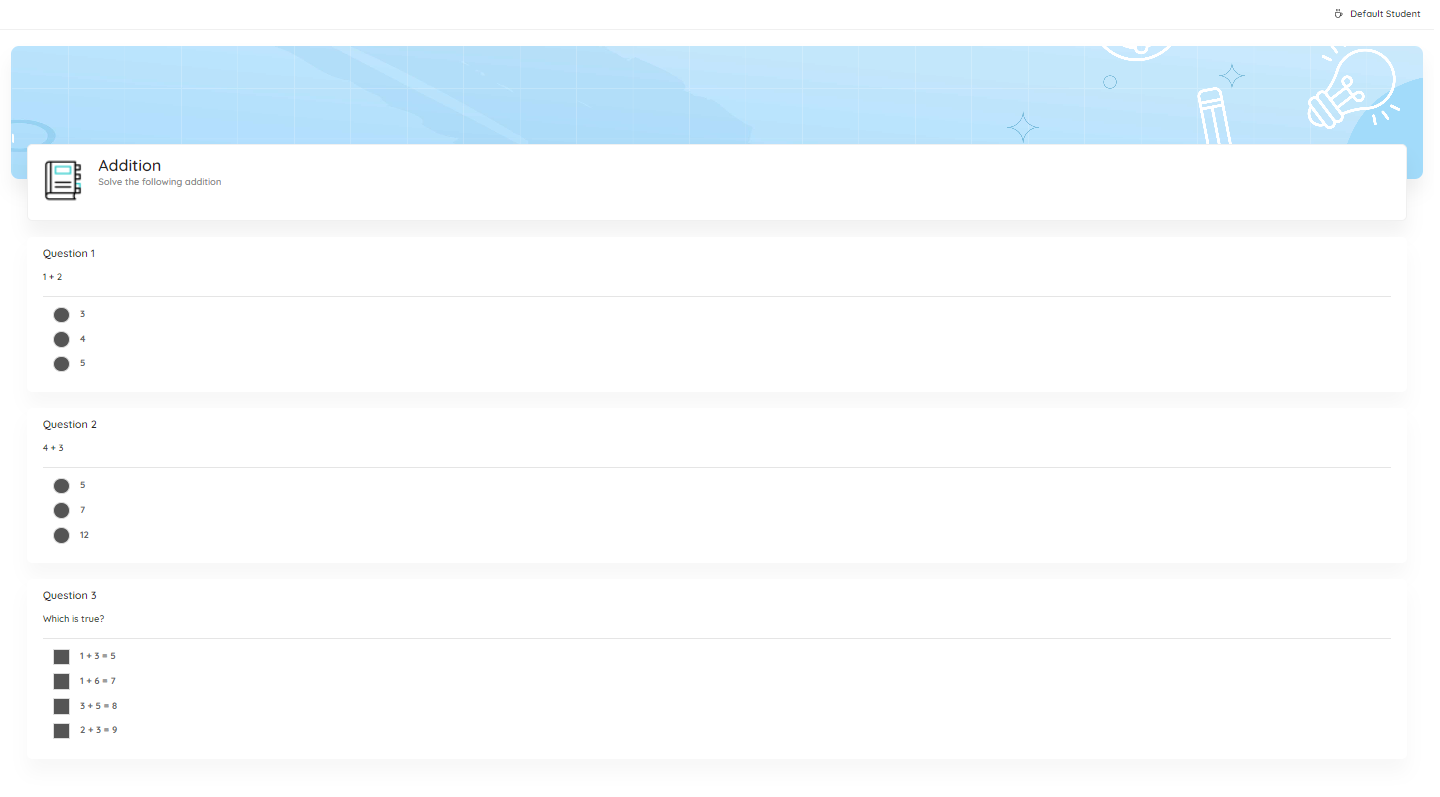 Default Student
Addition
Solve the following addition
Question 1
1 + 2
3
4
5
Question 2
4 + 3
5
7
12
Question 3
Which is true?
1 + 3 = 5
1 + 6 = 7
3 + 5 = 8
2 + 3 = 9